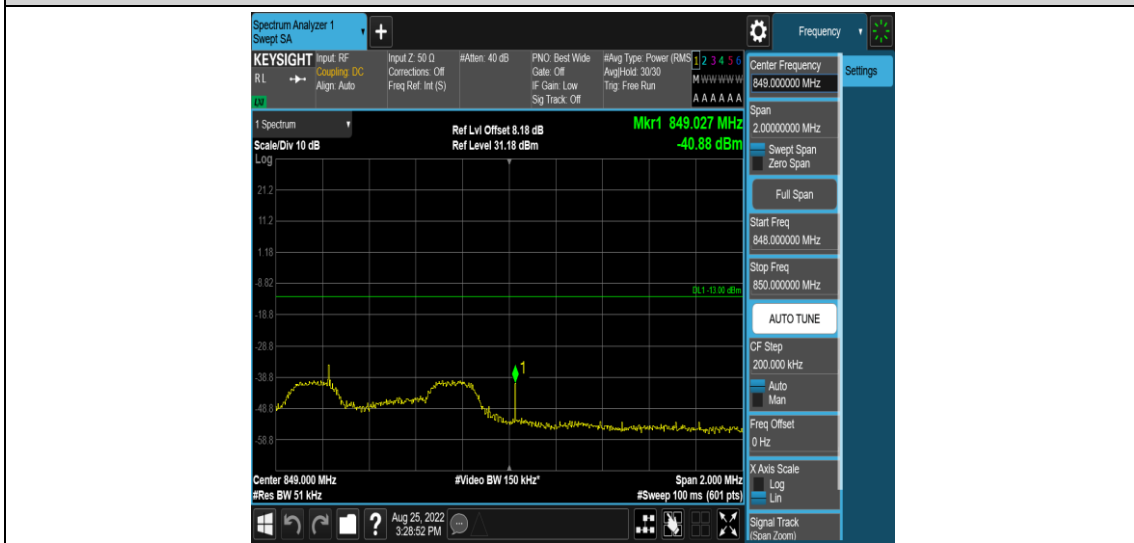 Spectrum Analyzer 1
Swept SA
+
Frequency
KEYSIGHT
RL
LXI
Input: RF
Coupling: DC
Align: Auto
Input Z: 50 Ω
Corrections: Off
Freq Ref: Int (S)
#Atten: 40 dB
PNO: Best Wide
Gate: Off
IF Gain: Low
Sig Track: Off
#Avg Type: Power (RMS
Avg|Hold: 30/30
Trig: Free Run
1 2 3 4 5 6
M W W W W W
A A A A A A
1 Spectrum
Scale/Div 10 dB
Ref Lvl Offset 8.18 dB
Ref Level 31.18 dBm
Mkr1 849.027 MHz
-40.88 dBm
Log
21.2
11.2
1.18
-8.82
DL1 -13.00 dBm
-18.8
-28.8
-38.8
1
-48.8
-58.8
Center 849.000 MHz
#Video BW 150 kHz*
Span 2.000 MHz
#Res BW 51 kHz
#Sweep 100 ms (601 pts)
?
Aug 25, 2022
3:28:52 PM
Center Frequency
849.000000 MHz
Settings
Span
2.00000000 MHz
Swept Span
Zero Span
Full Span
Start Freq
848.000000 MHz
Stop Freq
850.000000 MHz
AUTO TUNE
CF Step
200.000 kHz
Auto
Man
Freq Offset
0 Hz
X Axis Scale
Log
Lin
Signal Track
(Span Zoom)